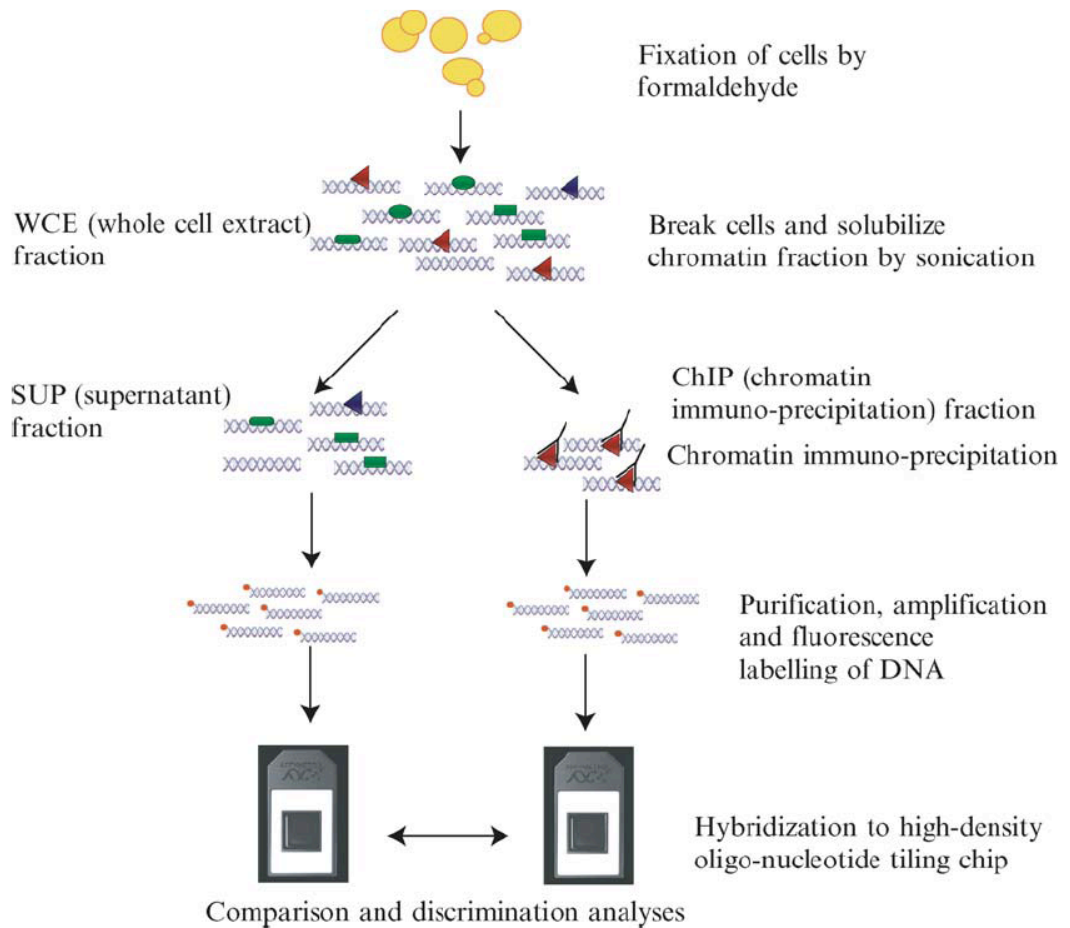 Fixation of cells by
formaldehyde
WCE (whole cell extract)
fraction
Break cells and solubilize
chromatin fraction by sonication
SUP (supernatant)
fraction
ChIP (chromatin
immuno-precipitation) fraction
Chromatin immuno-precipitation
Purification, amplification
and fluorescence
labelling of DNA
Hybridization to high-density
oligo-nucleotide tiling chip
Comparison and discrimination analyses